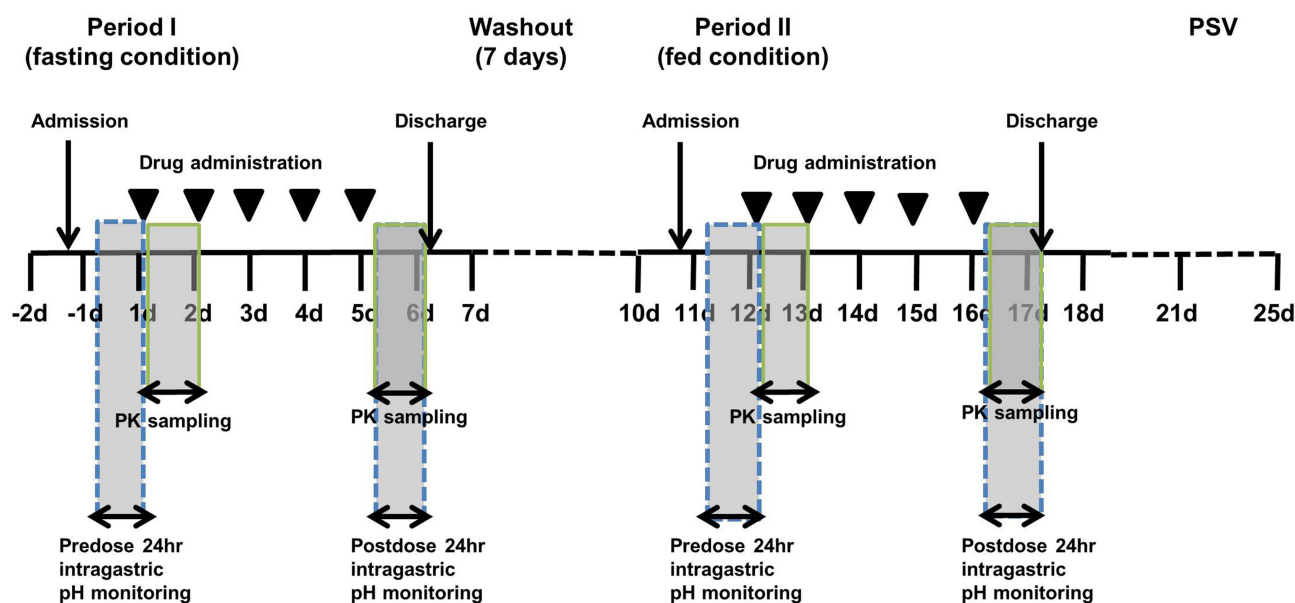 Period I
(fasting condition)
Washout
(7 days)
Period II
(fed condition)
PSV
Admission
Discharge
Admission
Discharge
Drug administration
Drug administration
-2d -1d 1d 2d 3d 4d 5d 6d 7d 10d 11d 12d 13d 14d 15d 16d 17d 18d 21d 25d
PK sampling
PK sampling
PK sampling
PK sampling
Predose 24hr
intragastric
pH monitoring
Postdose 24hr
intragastric
pH monitoring
Predose 24hr
intragastric
pH monitoring
Postdose 24hr
intragastric
pH monitoring